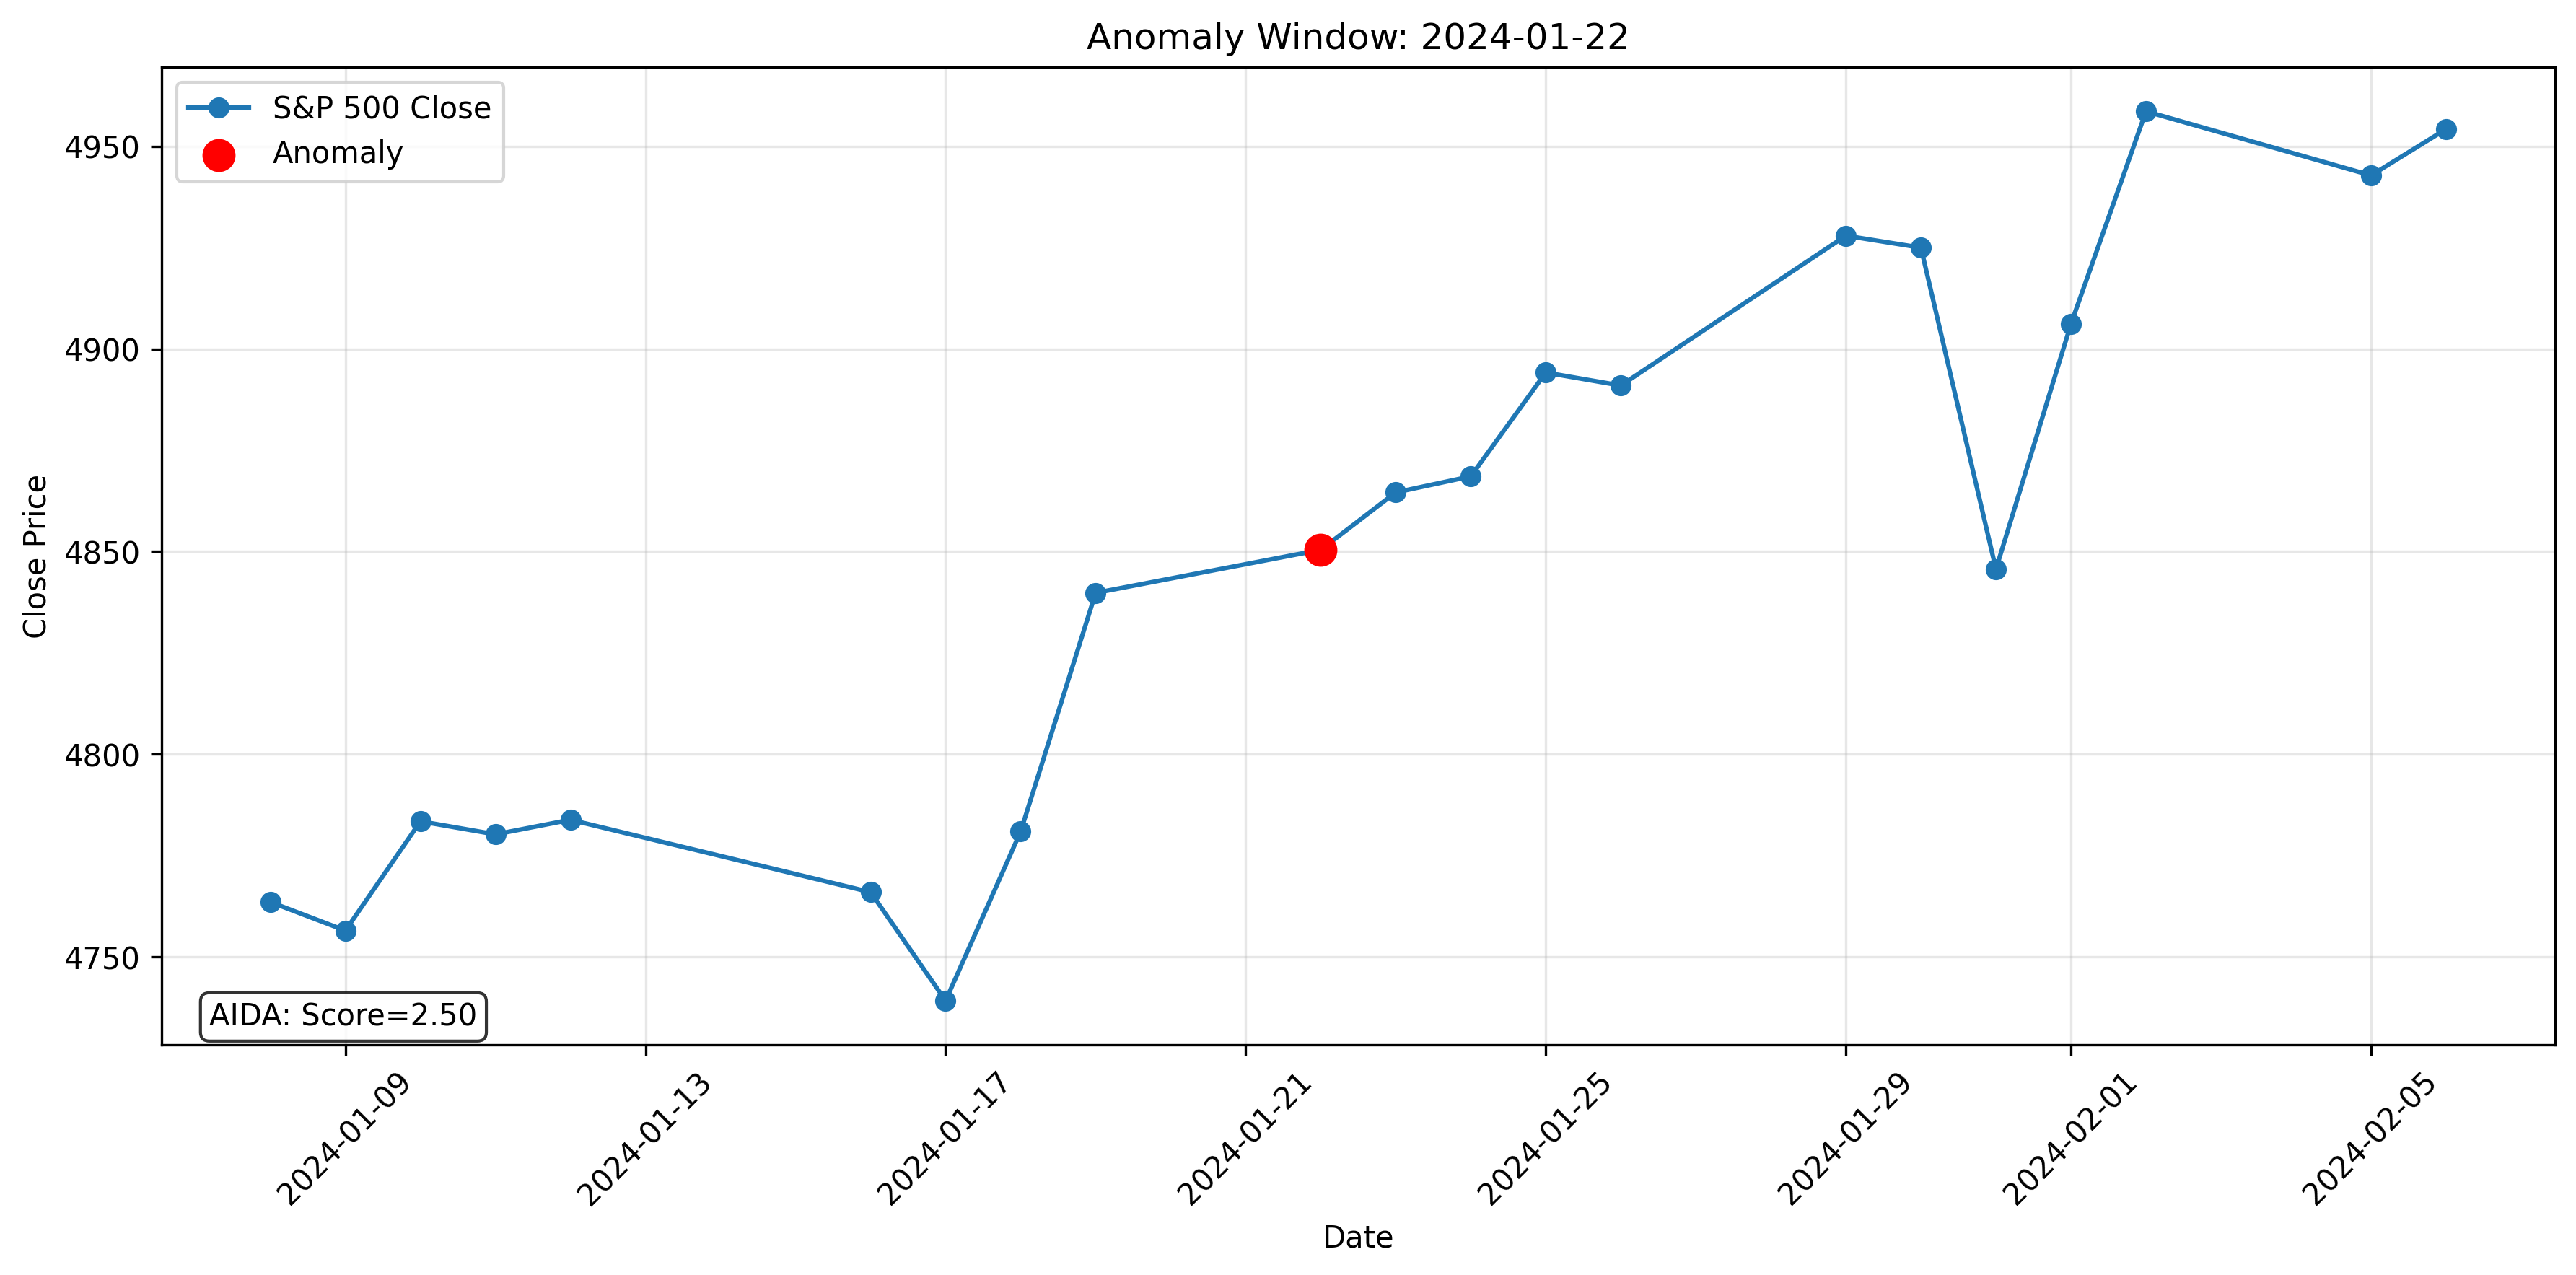 Anomaly Window: 2024-01-22
S&P 500 Close
Anomaly
4950
4900
4850
4800
4750
Close Price
AIDA: Score=2.50
2024-01-09
2024-01-13
2024-01-17
2024-01-21
2024-01-25
2024-01-29
2024-02-01
2024-02-05
Date